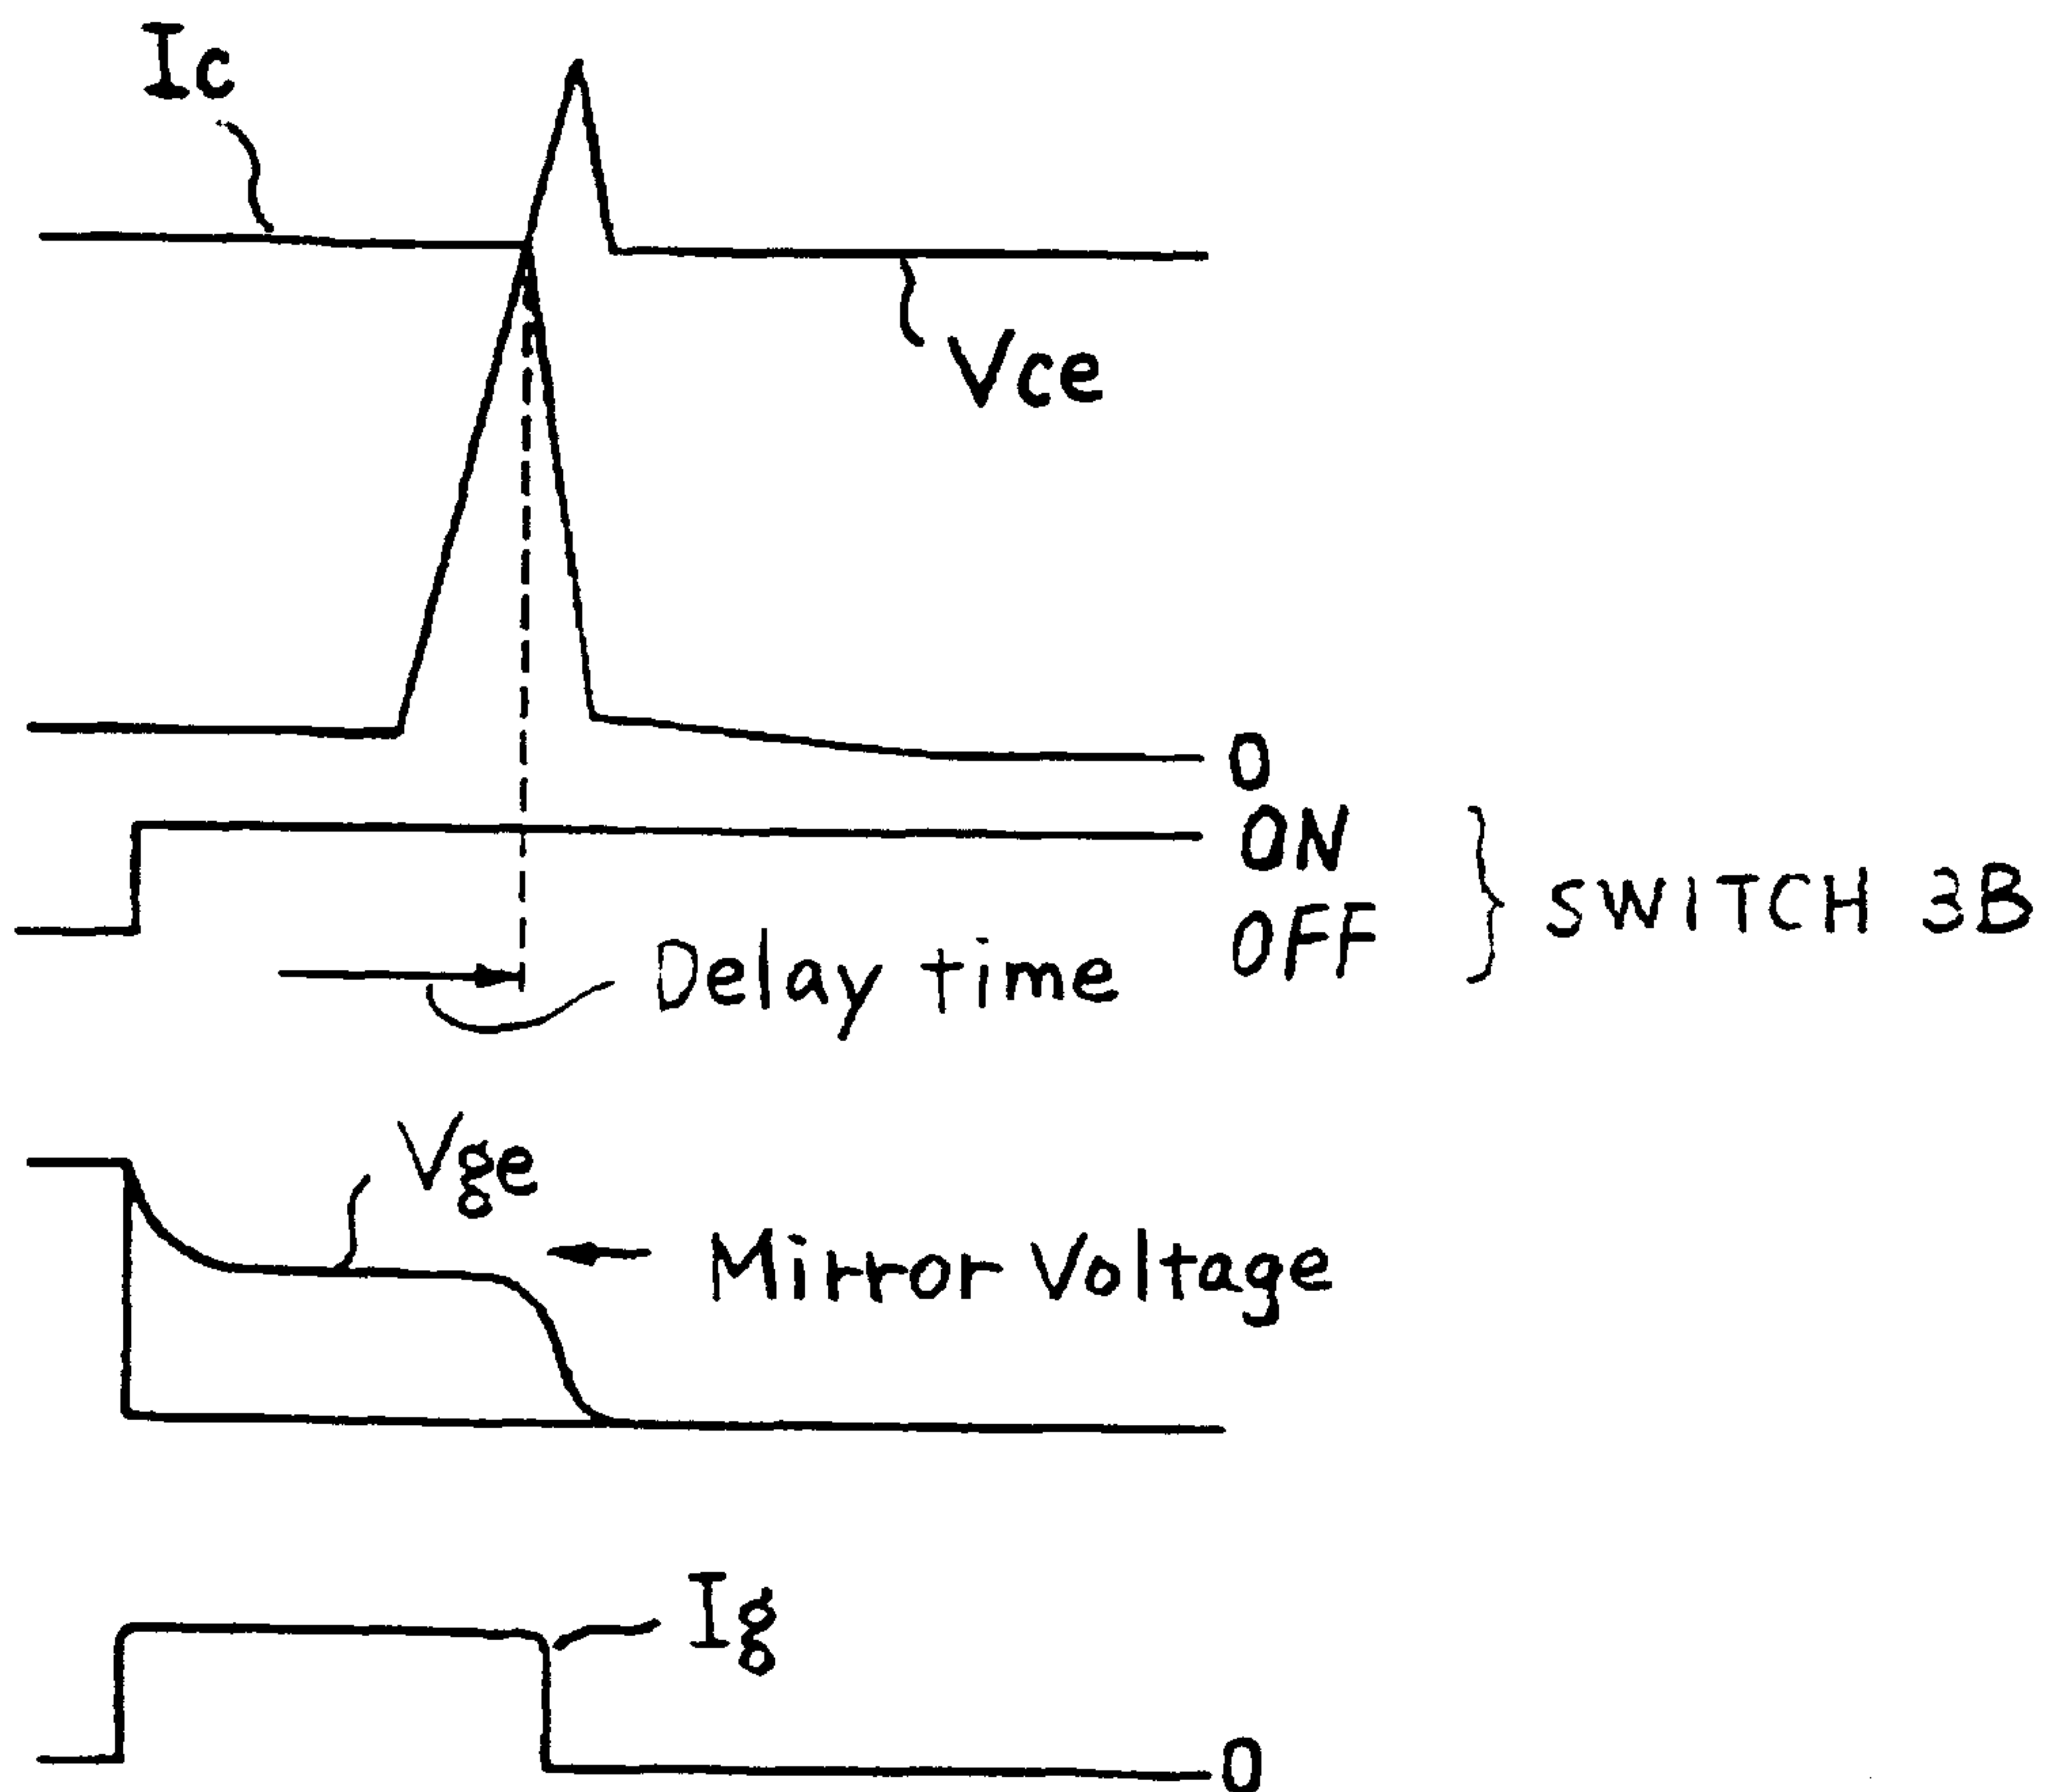 Ic
Vce
0
ON
OFF
SWITCH 3B
Delay time
Vge
Mirror Voltage
Ig
0